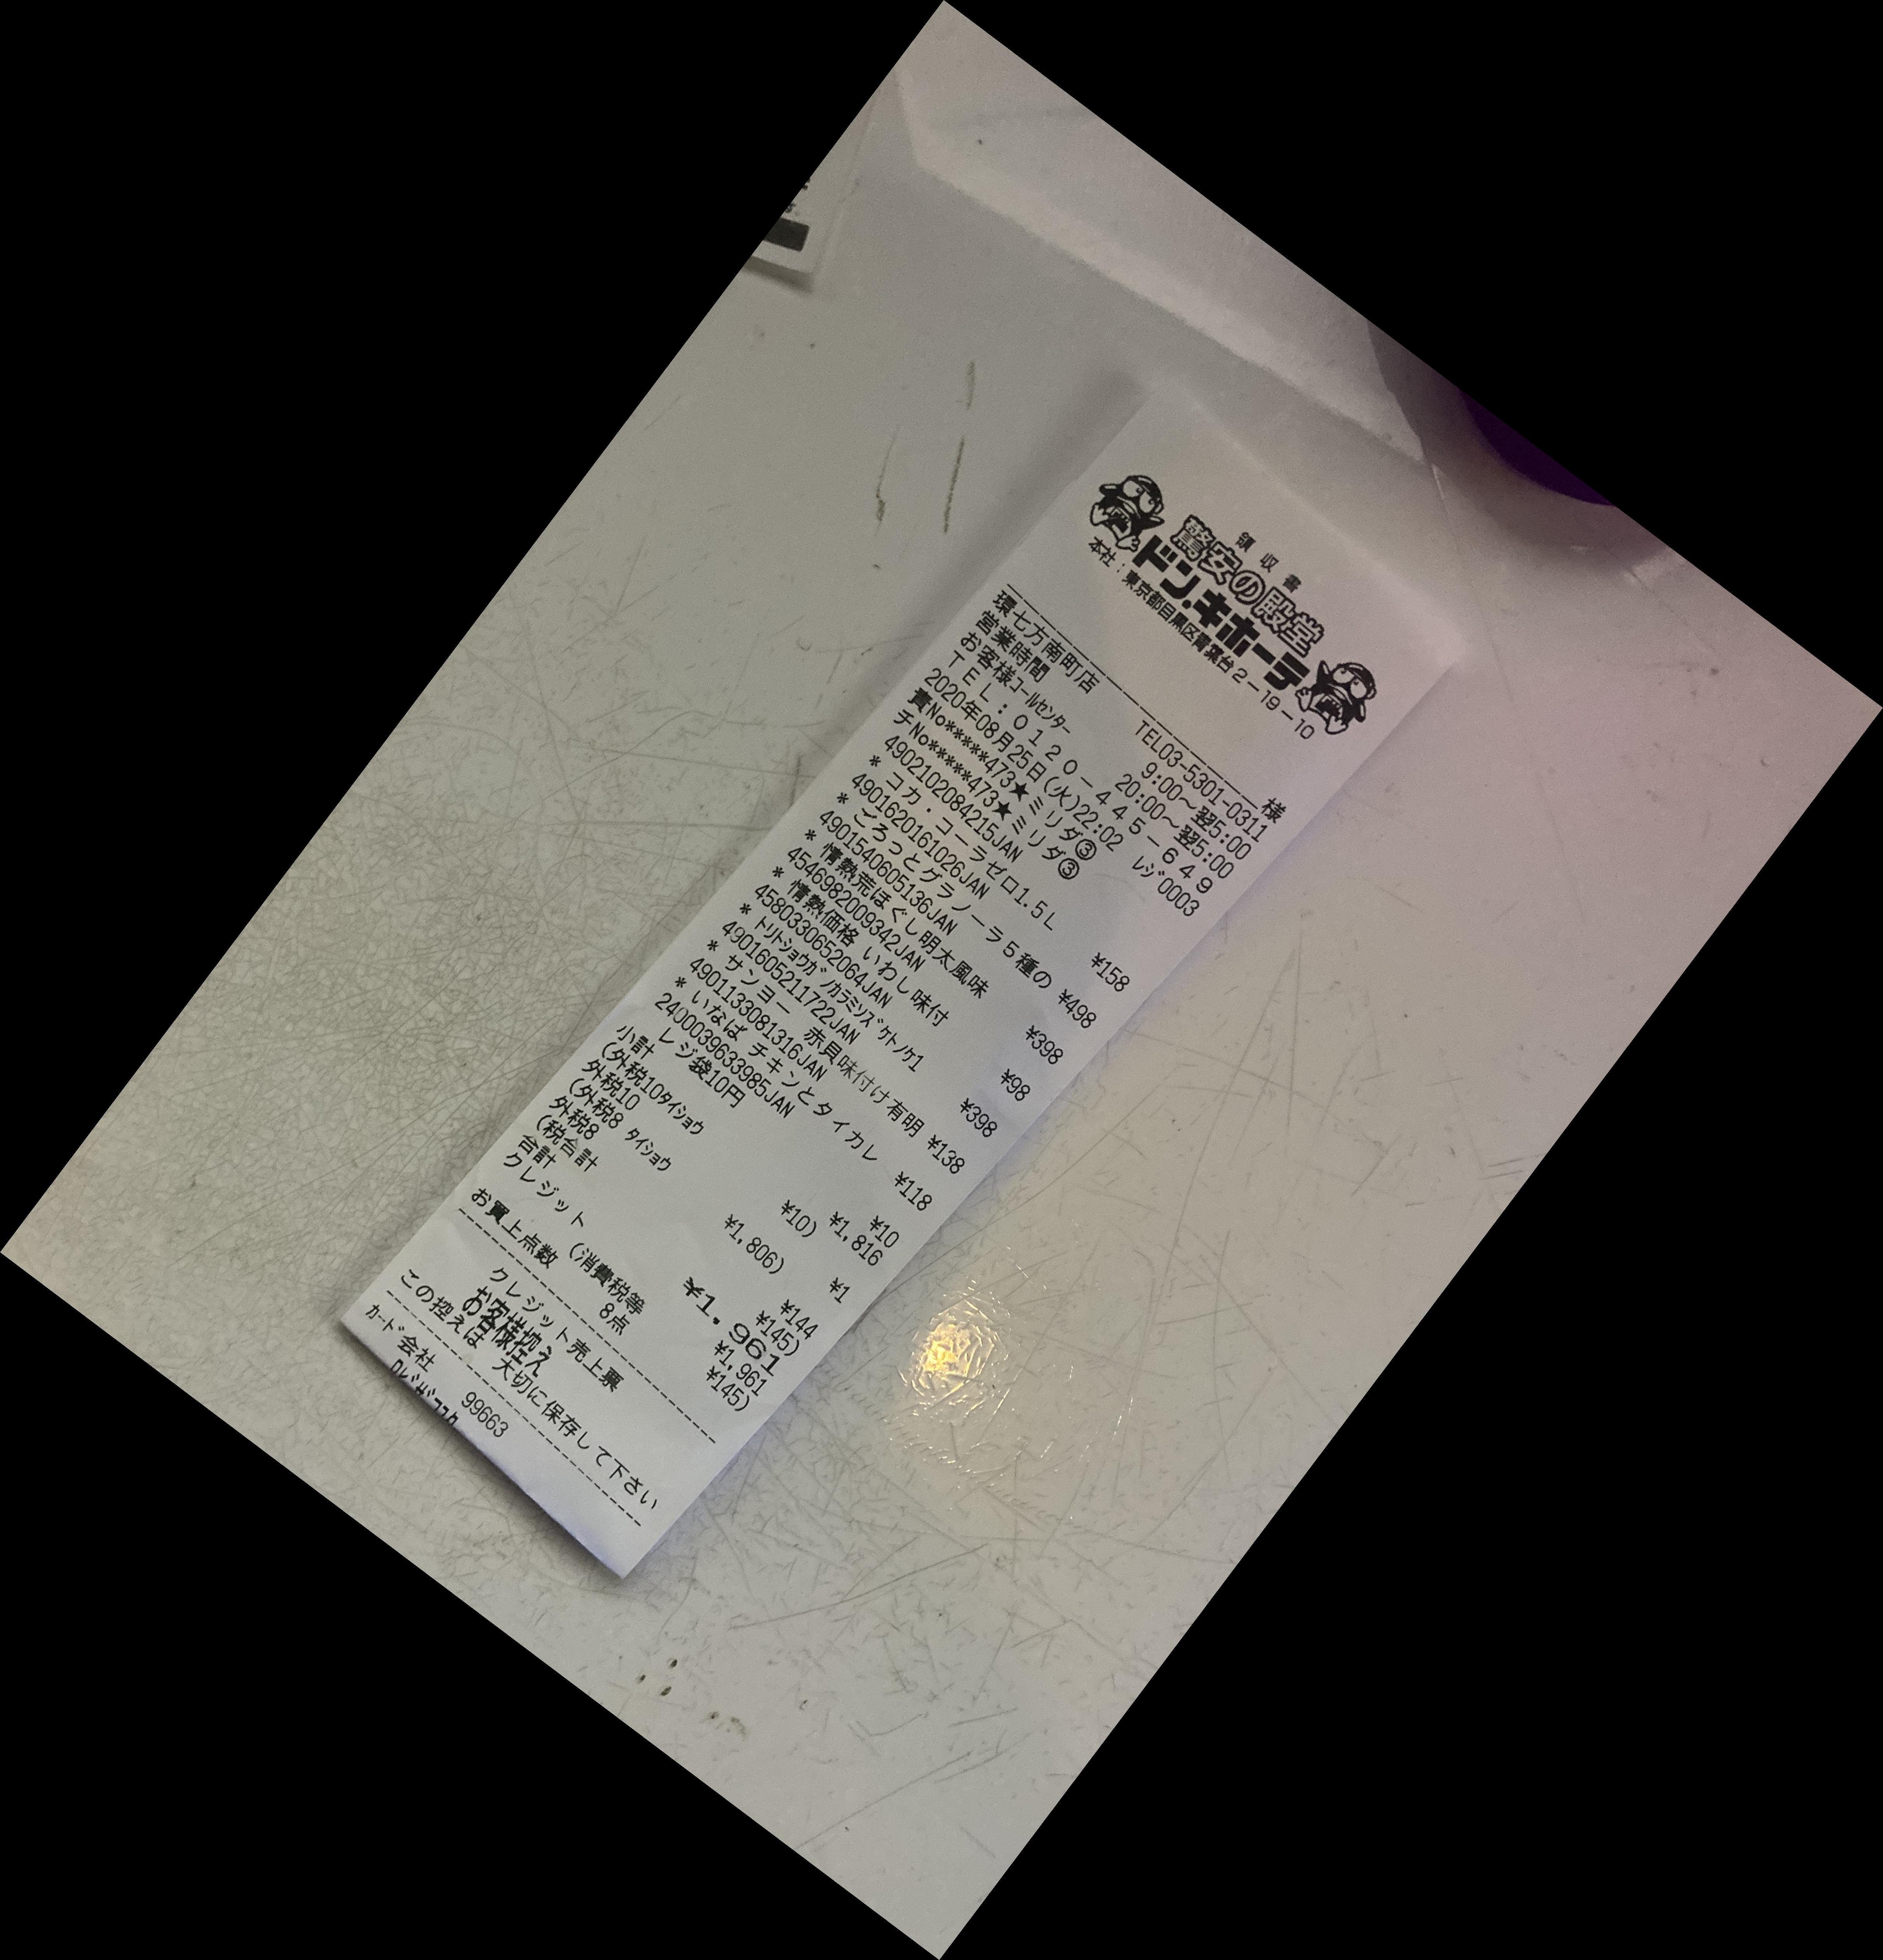 領収書
驚安の殿堂
ドン.キホーテ
本社：東京都目黒区青葉台2－19－10
様
環七方南町店 TEL03-5301-0311
営業時間 9:00～翌5:00
お客様ｺｰﾙｾﾝﾀｰ 20:00～翌5:00
TEL：0120－445－649
2020年08月25日(火)22:02 ﾚｼﾞ0003
責No*****473★ミリダ③
チNo*****473★ミリダ③
4902102084215JAN
* コカ・コーラゼロ1.5L ¥158
4901620161026JAN
* ごろっとグラノーラ5種の ¥498
4901540605136JAN
* 情熱荒ほぐし明太風味 ¥398
4546982009342JAN
* 情熱価格 いわし味付 ¥98
4580330652064JAN
* ﾄﾘﾄｼｮｳｶﾞﾉｶﾗﾐｿｽﾞｹﾄﾉｹ1 ¥398
4901605211722JAN
* サンヨー 赤貝味付け有明 ¥138
4901133081316JAN
* いなば チキンとタイカレ ¥118
2400039633985JAN
レジ袋10円 ¥10
小計 ¥1,816
(外税10ﾀｲｼｮｳ ¥10)
外税10 ¥1
(外税8 ﾀｲｼｮｳ ¥1,806)
外税8 ¥144
(税合計 ¥145)
合計 ¥1,961
クレジット ¥1,961
(消費税等 ¥145)
お買上点数 8点
クレジット売上票
お客様控え
この控えは 大切に保存して下さい
ｶｰﾄﾞ会社 99663